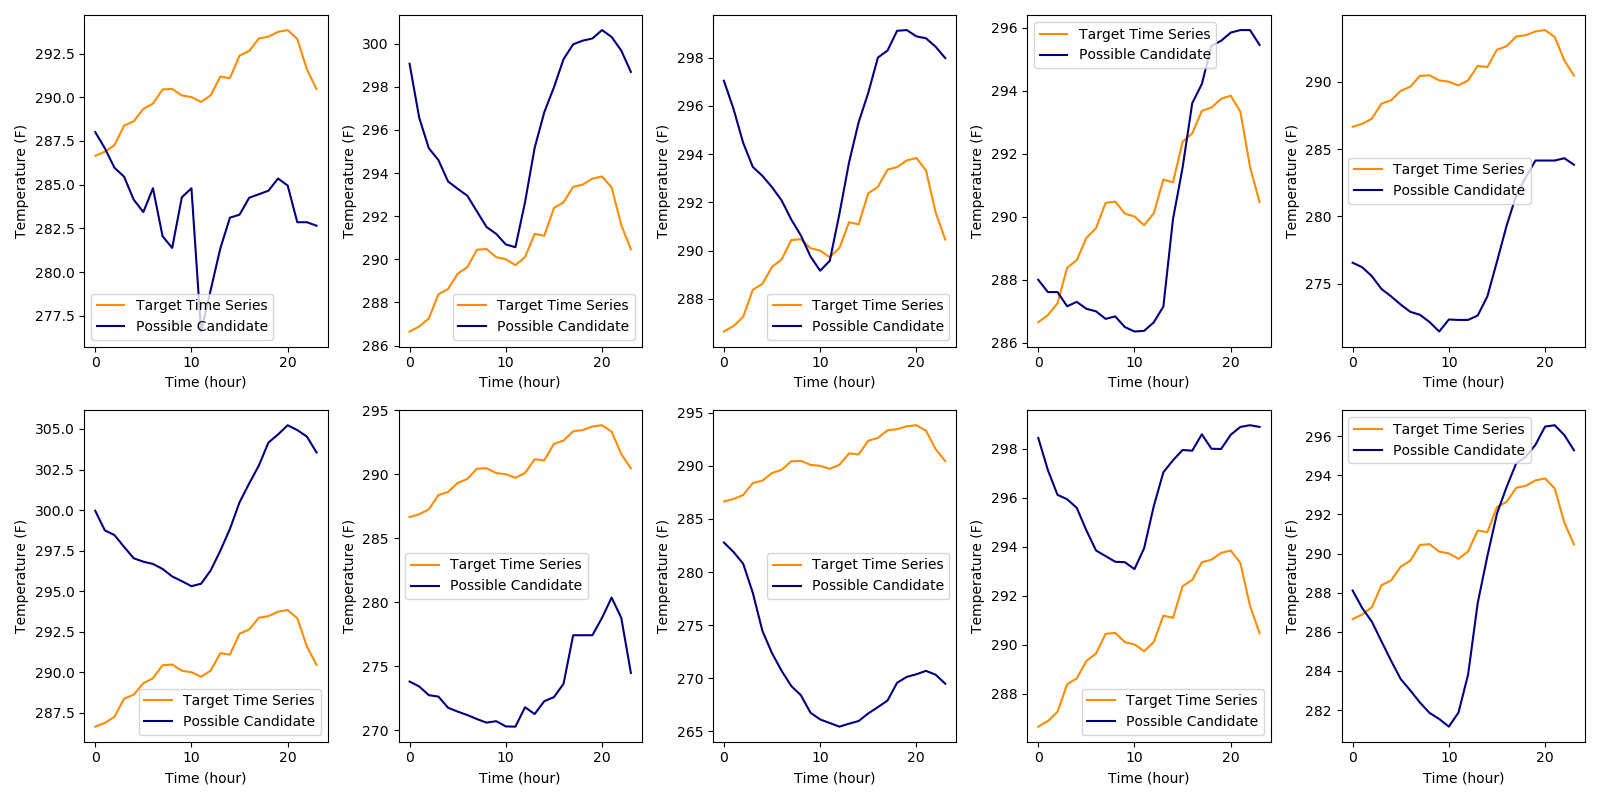 292.5
290.0
287.5
285.0
282.5
280.0
277.5
Temperature (F)
Target Time Series
Possible Candidate
0
10
20
Time (hour)
300
298
296
294
292
290
288
286
Temperature (F)
Target Time Series
Possible Candidate
0
10
20
Time (hour)
298
296
294
292
290
288
Temperature (F)
Target Time Series
Possible Candidate
0
10
20
Time (hour)
296
294
292
290
288
286
Temperature (F)
Target Time Series
Possible Candidate
0
10
20
Time (hour)
290
285
280
275
Temperature (F)
Target Time Series
Possible Candidate
0
10
20
Time (hour)
305.0
302.5
300.0
297.5
295.0
292.5
290.0
287.5
Temperature (F)
Target Time Series
Possible Candidate
0
10
20
Time (hour)
295
290
285
280
275
270
Temperature (F)
Target Time Series
Possible Candidate
0
10
20
Time (hour)
295
290
285
280
275
270
265
Temperature (F)
Target Time Series
Possible Candidate
0
10
20
Time (hour)
298
296
294
292
290
288
Temperature (F)
Target Time Series
Possible Candidate
0
10
20
Time (hour)
296
294
292
290
288
286
284
282
Temperature (F)
Target Time Series
Possible Candidate
0
10
20
Time (hour)